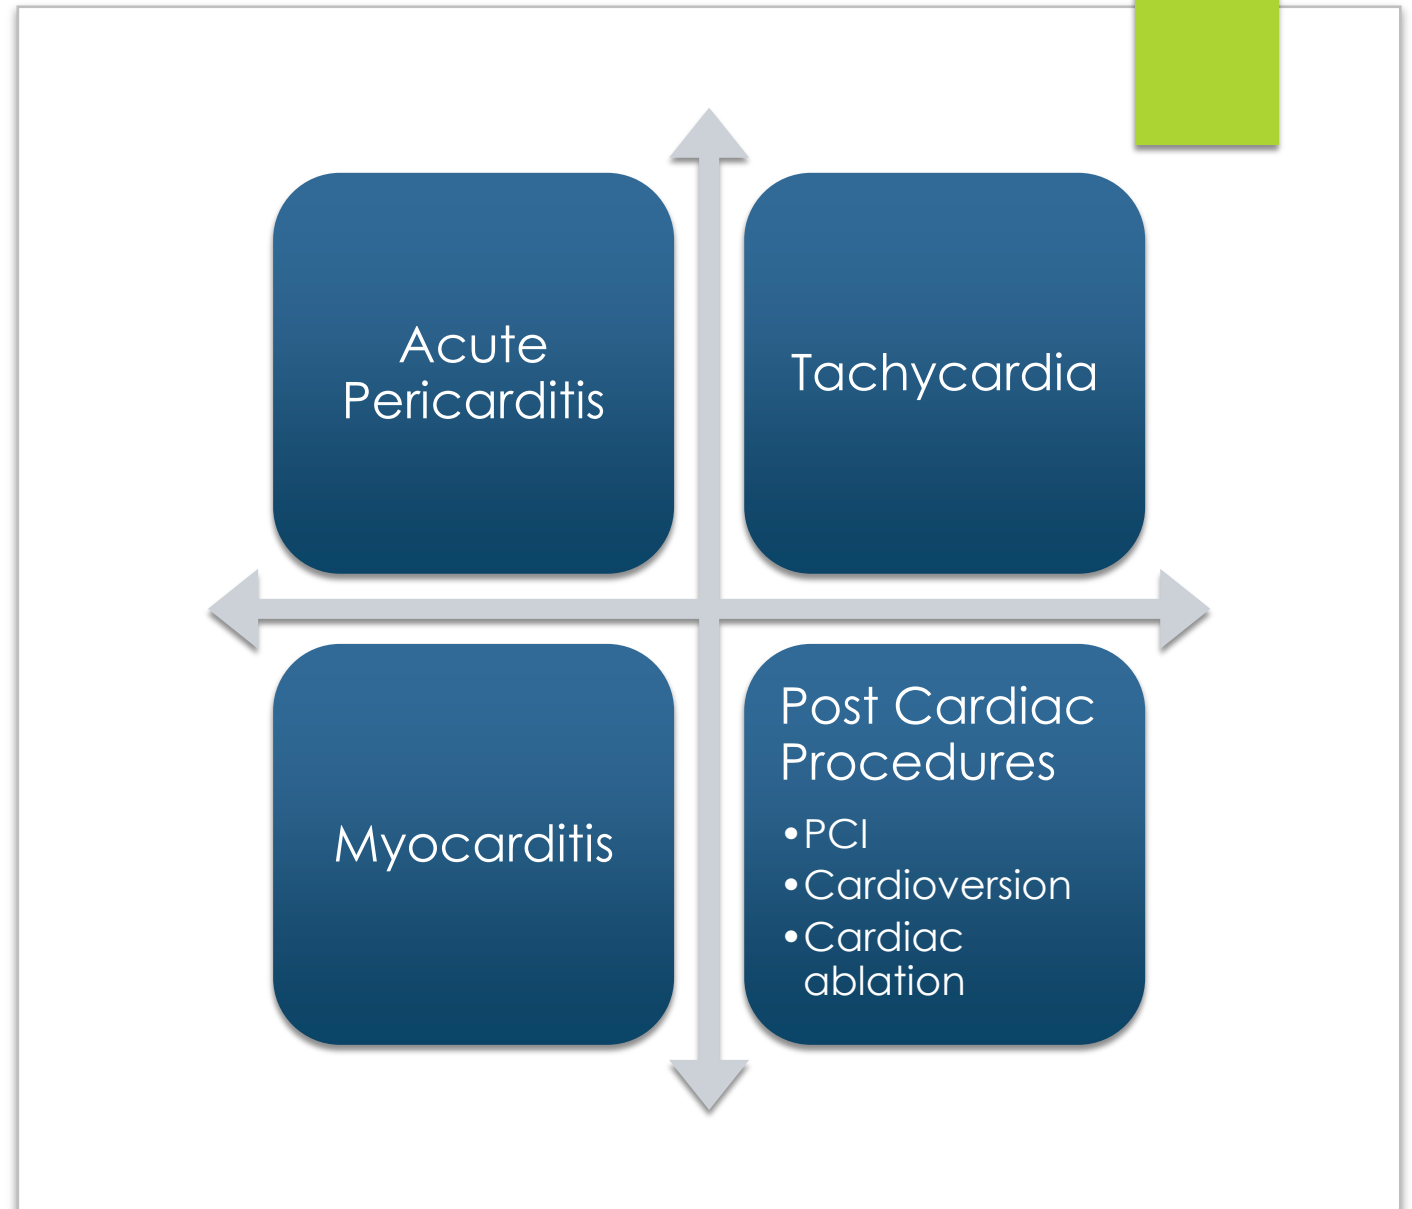 Acute
Pericarditis
Tachycardia
Myocarditis
Post Cardiac
Procedures
•PCI
•Cardioversion
•Cardiac
ablation